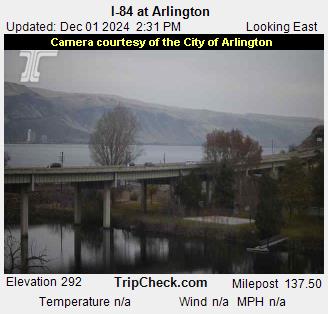 I-84 at Arlington
Updated: Dec 01 2024 2:31 PM Looking East
Camera courtesy of the City of Arlington
Elevation 292 TripCheck.com Milepost 137.50
Temperature n/a Wind n/a MPH n/a